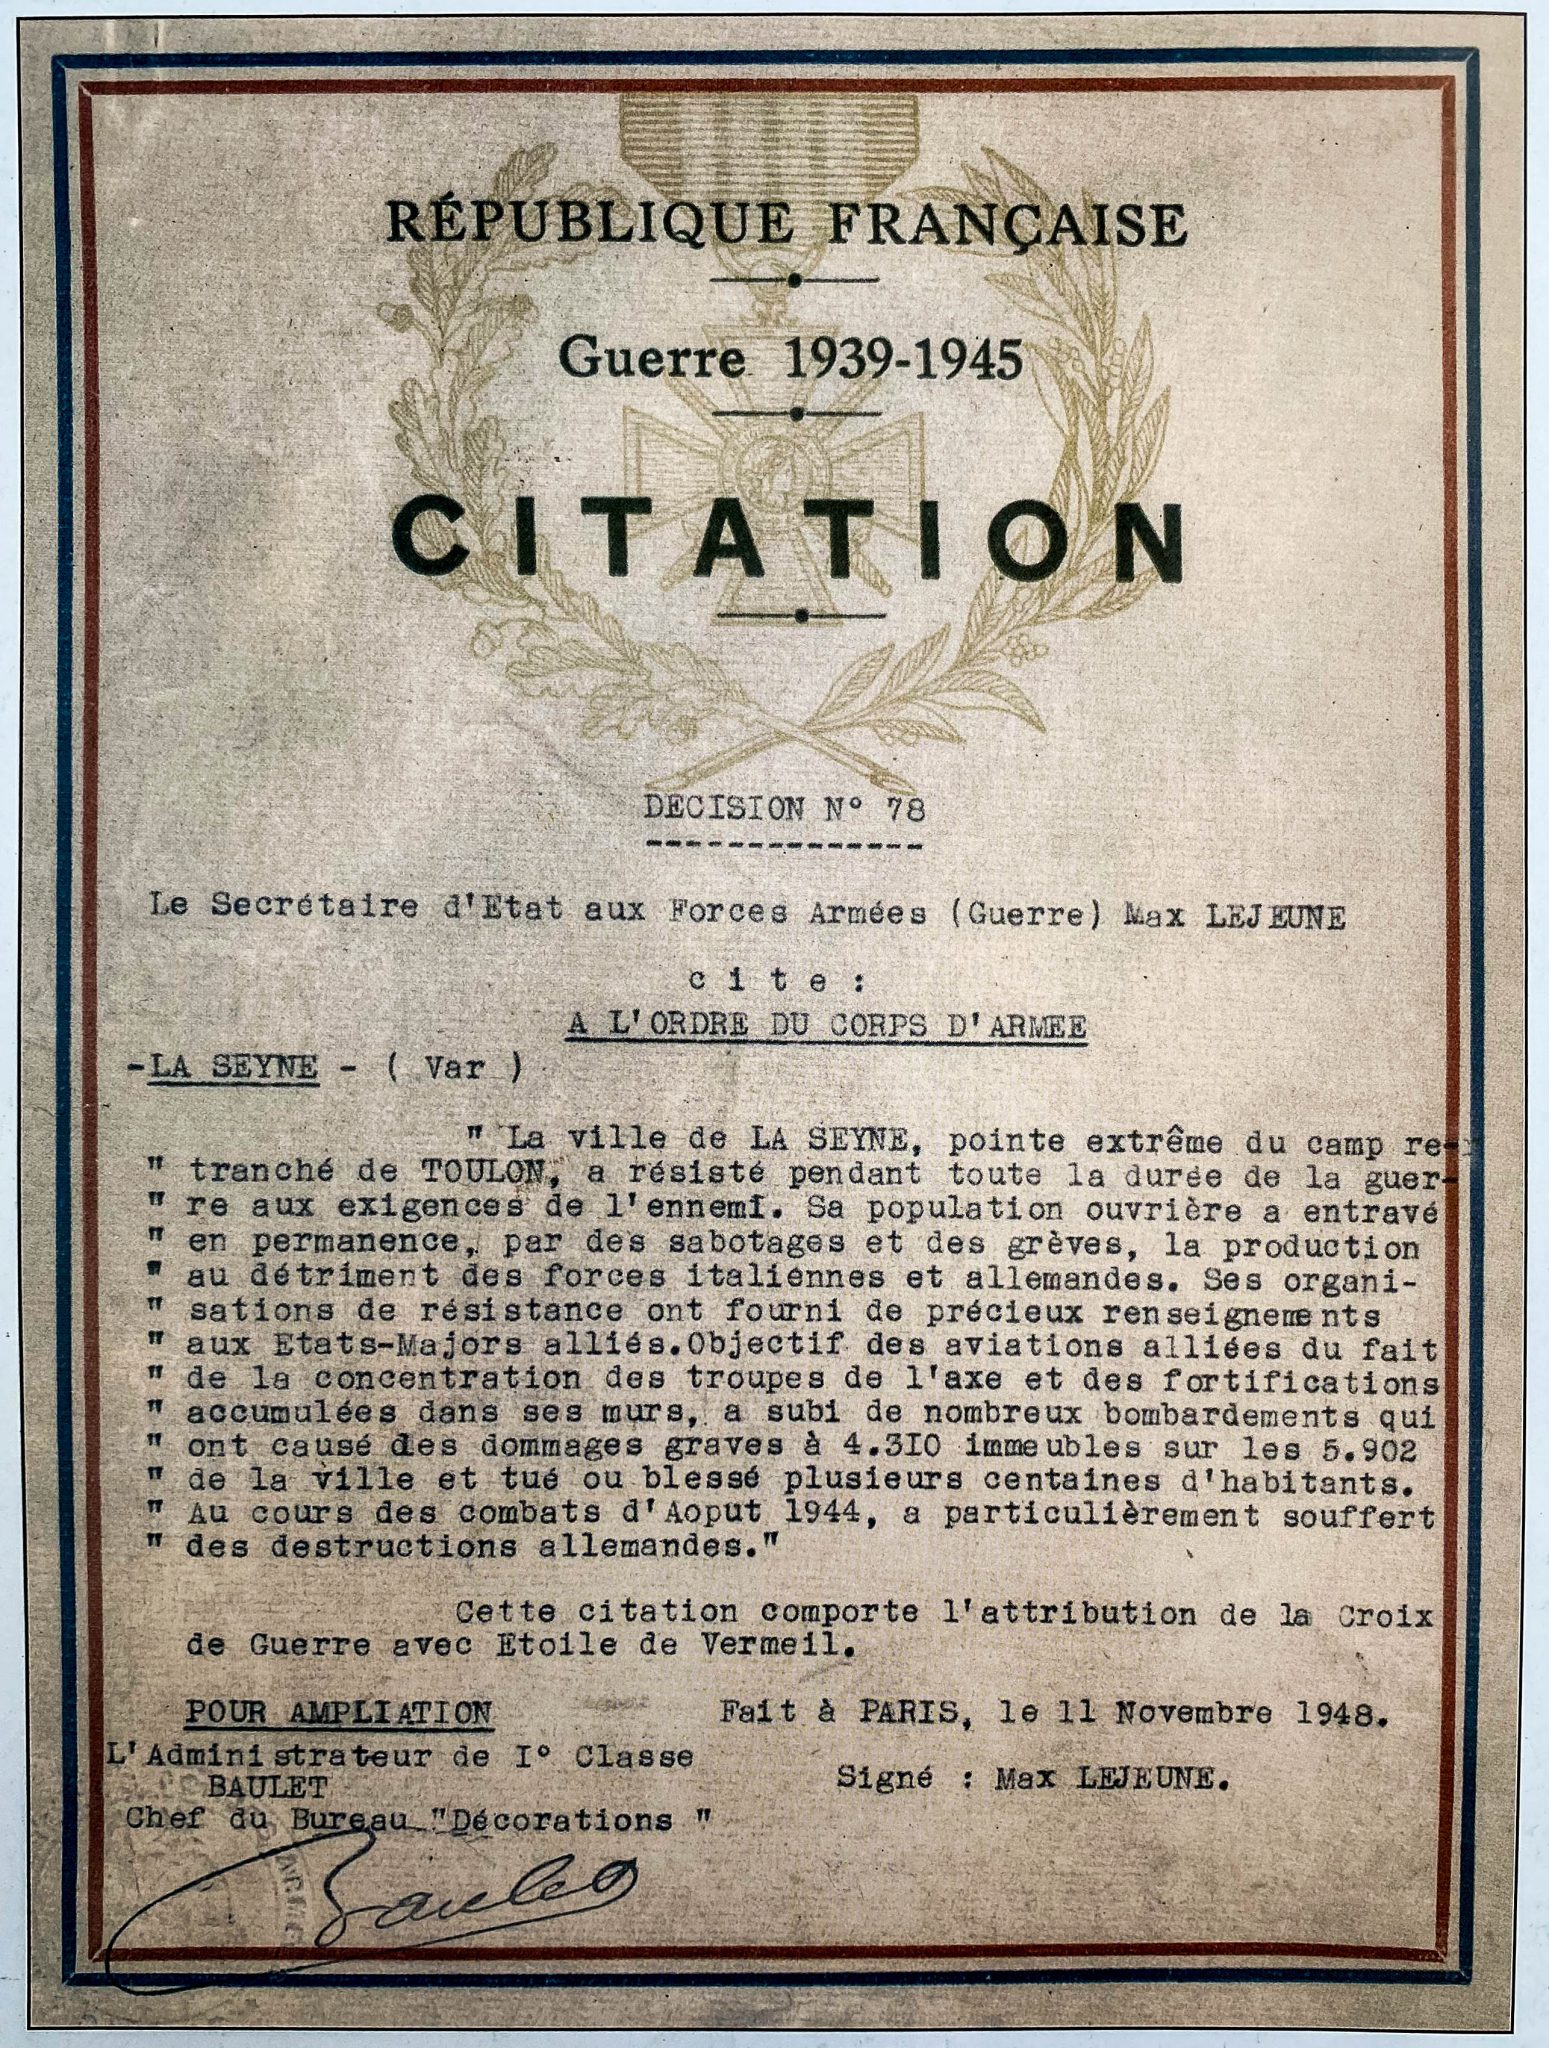 RÉPUBLIQUE FRANÇAISE
Guerre 1939-1945
CITATION
DECISION N° 78
Le Secrétaire d'Etat aux Forces Armées (Guerre) Max LEJEUNE
c i t e :
A L'ORDRE DU CORPS D'ARMEE
-LA SEYNE - ( Var )
" La ville de LA SEYNE, pointe extrême du camp re-
" tranché de TOULON, a résisté pendant toute la durée de la guer-
" re aux exigences de l'ennemi. Sa population ouvrière a entravé
" en permanence, par des sabotages et des grèves, la production
" au détriment des forces italiennes et allemandes. Ses organi-
" sations de résistance ont fourni de précieux renseignements
" aux Etats-Majors alliés.Objectif des aviations alliées du fait
" de la concentration des troupes de l'axe et des fortifications
" accumulées dans ses murs, a subi de nombreux bombardements qui
" ont causé des dommages graves à 4.3I0 immeubles sur les 5.902
" de la ville et tué ou blessé plusieurs centaines d'habitants.
" Au cours des combats d'Aoput 1944, a particulièrement souffert
" des destructions allemandes."
Cette citation comporte l'attribution de la Croix
de Guerre avec Etoile de Vermeil.
POUR AMPLIATION
L'Administrateur de I° Classe
BAULET
Chef du Bureau "Décorations "
Fait à PARIS, le 11 Novembre 1948.
Signé : Max LEJEUNE.
Baulet